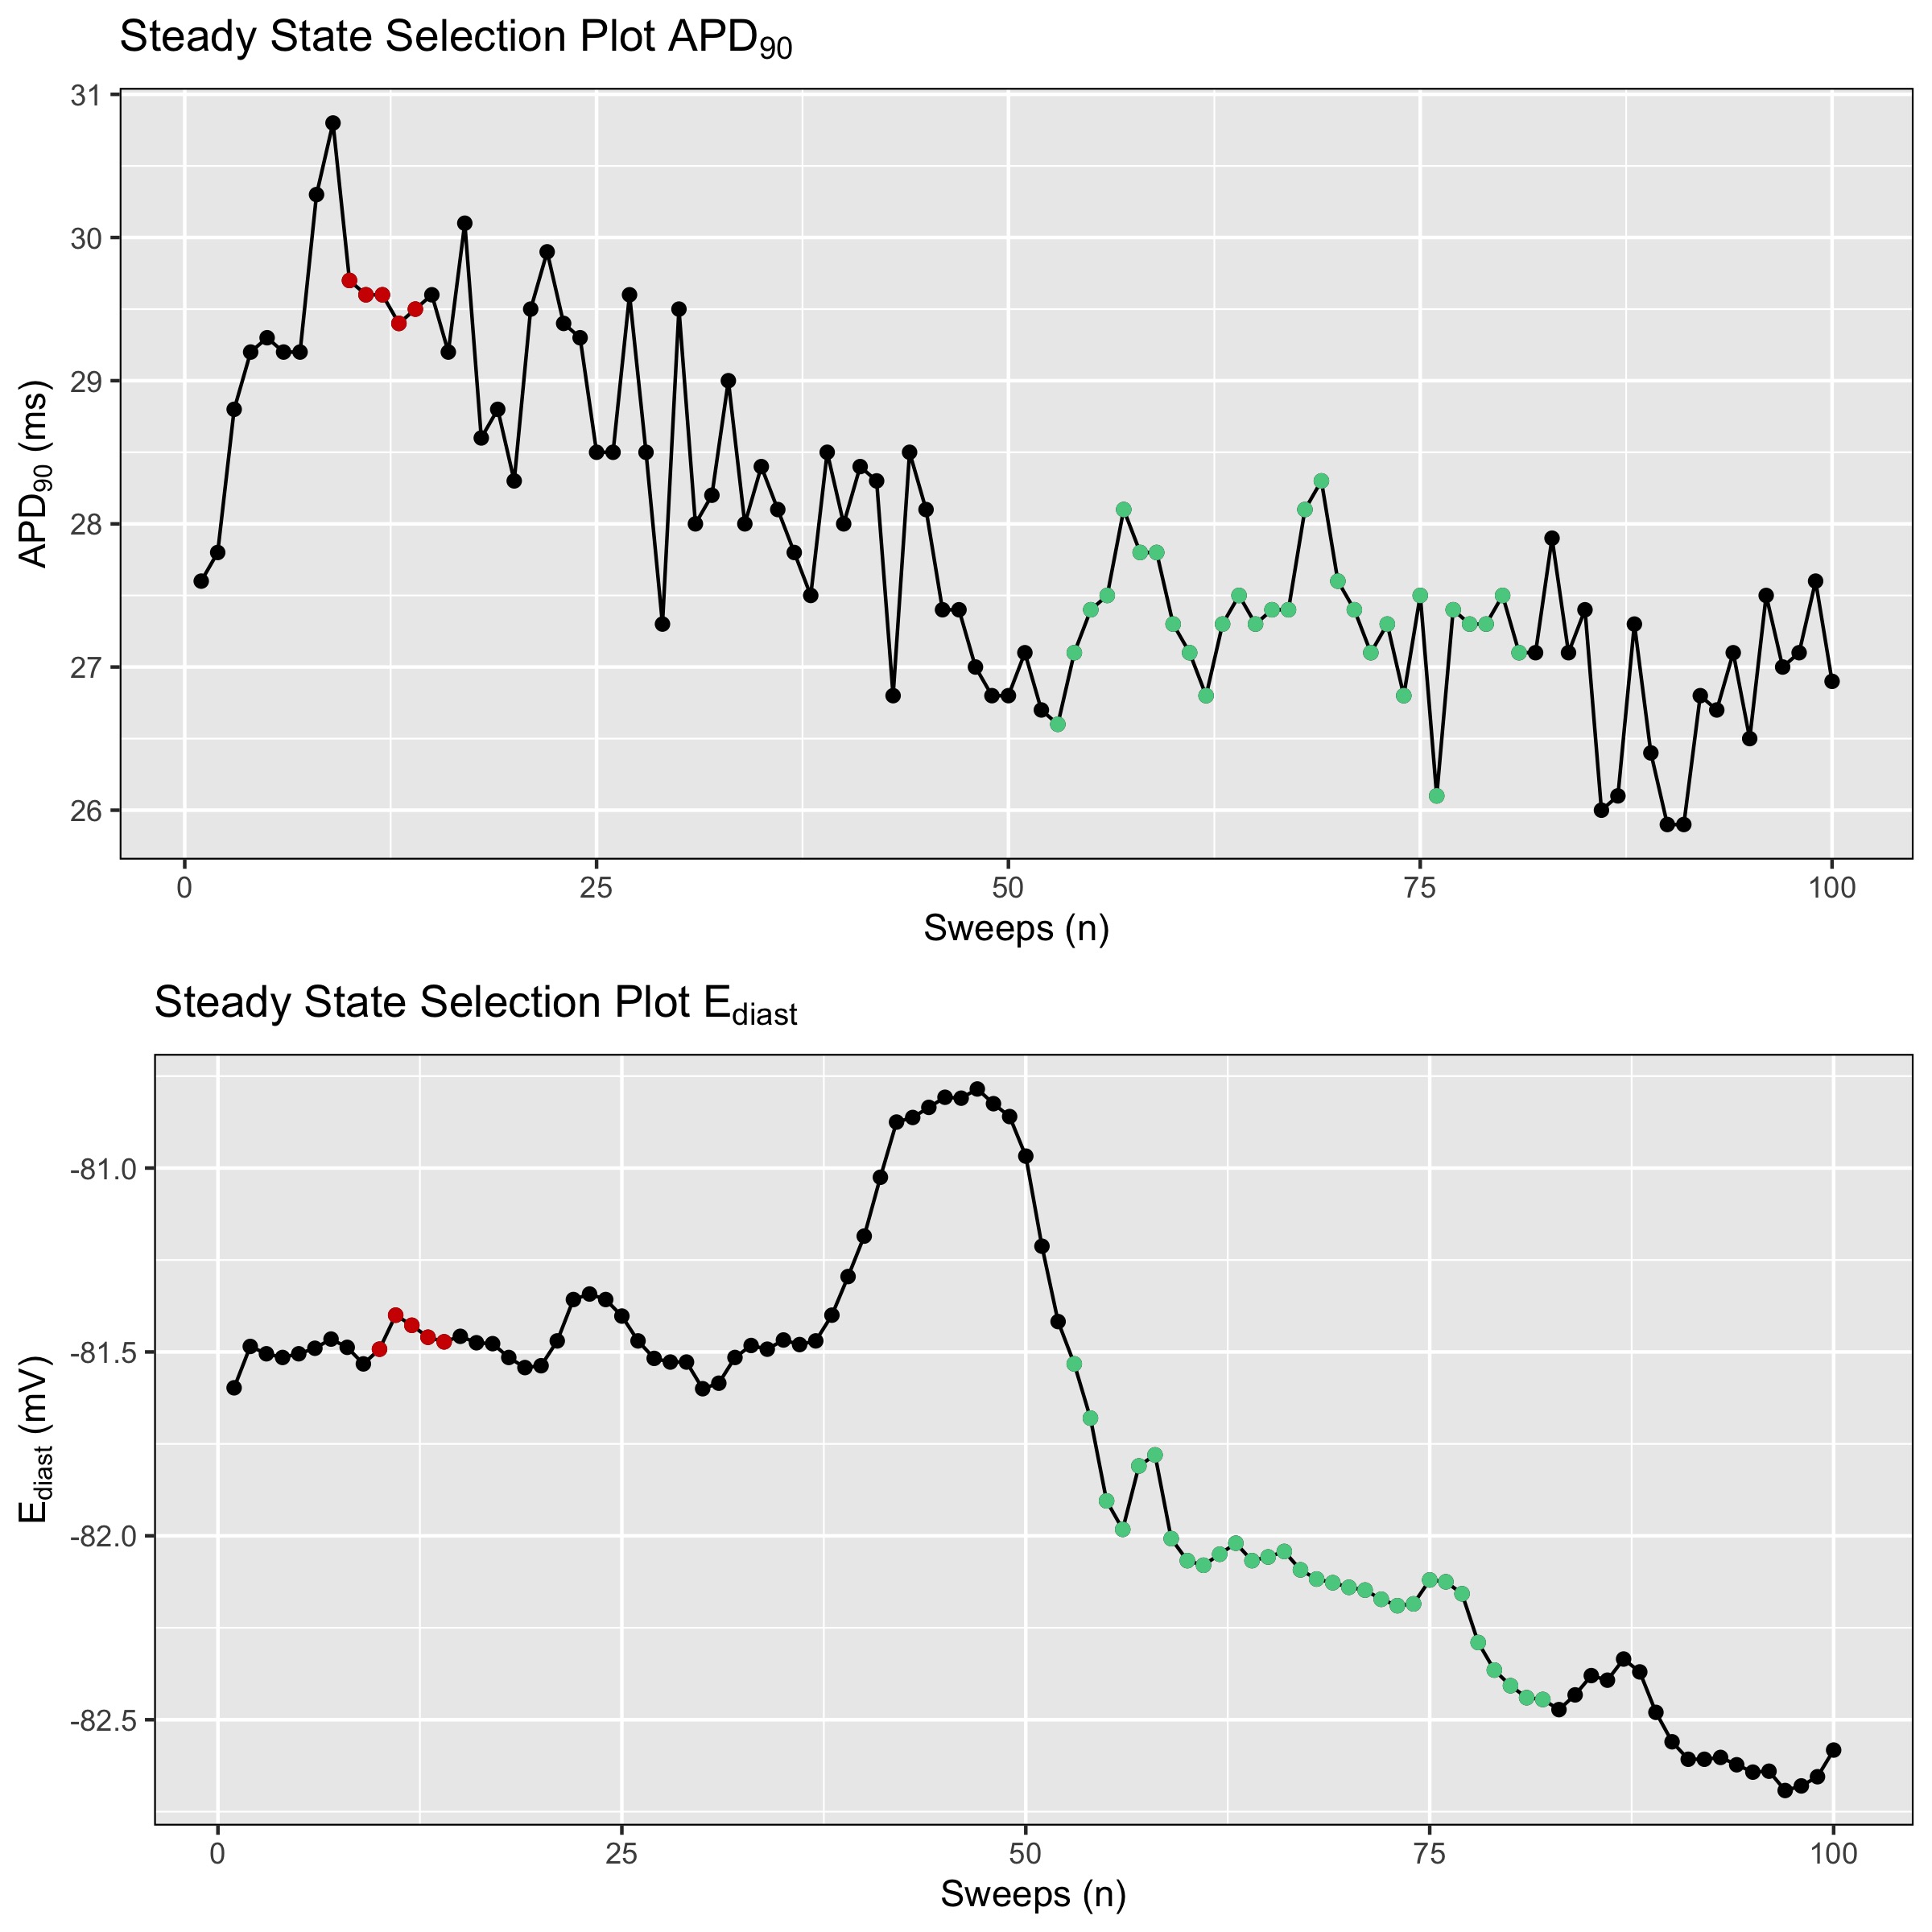 Steady State Selection Plot APD90
31
30
29
28
27
26
APD90 (ms)
0 25 50 75 100
Sweeps (n)
Steady State Selection Plot Ediast
-81.0
-81.5
-82.0
-82.5
Ediast (mV)
0 25 50 75 100
Sweeps (n)